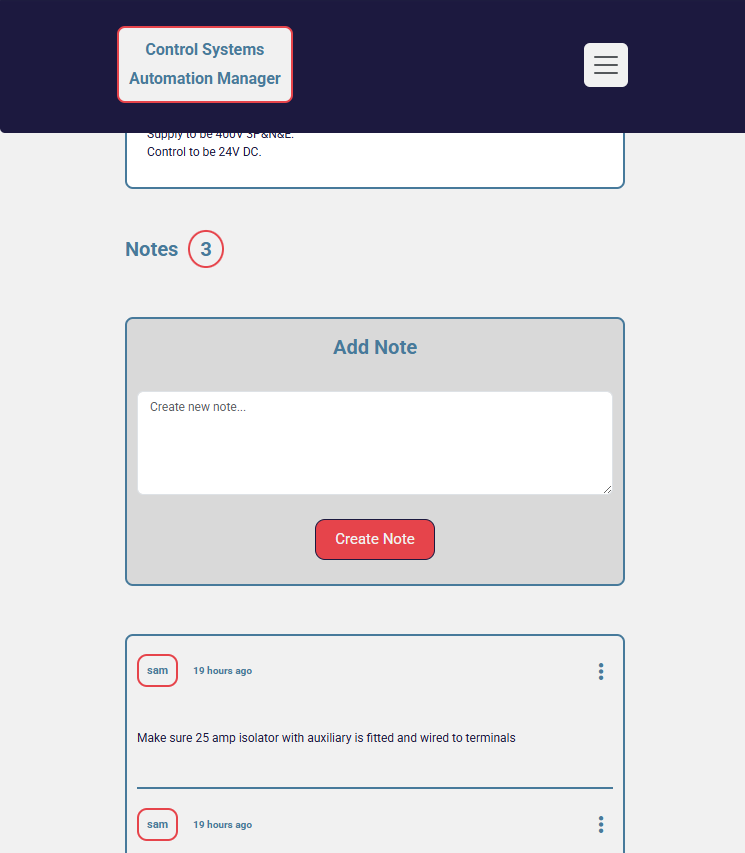 Control Systems
Automation Manager
Supply to be 400V 3P&N&E.
Control to be 24V DC.
Notes 3
Add Note
Create new note...
Create Note
sam 19 hours ago
Make sure 25 amp isolator with auxiliary is fitted and wired to terminals
sam 19 hours ago